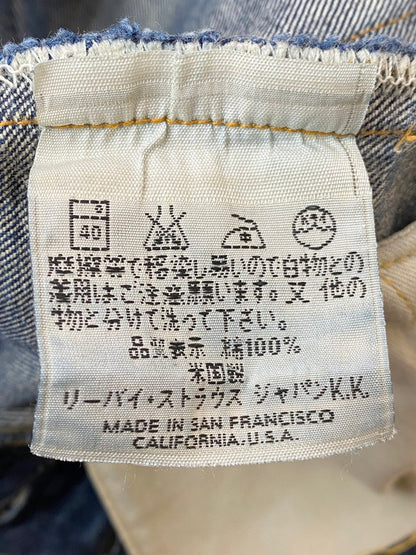 40
摩擦等で移染し易いので白物との
着用はご注意願います。又 他の
物と分けて洗って下さい。
品質表示 綿100%
米国製
リーバイ・ストラウス ジャパンK.K.
MADE IN SAN FRANCISCO
CALIFORNIA.U.S.A.